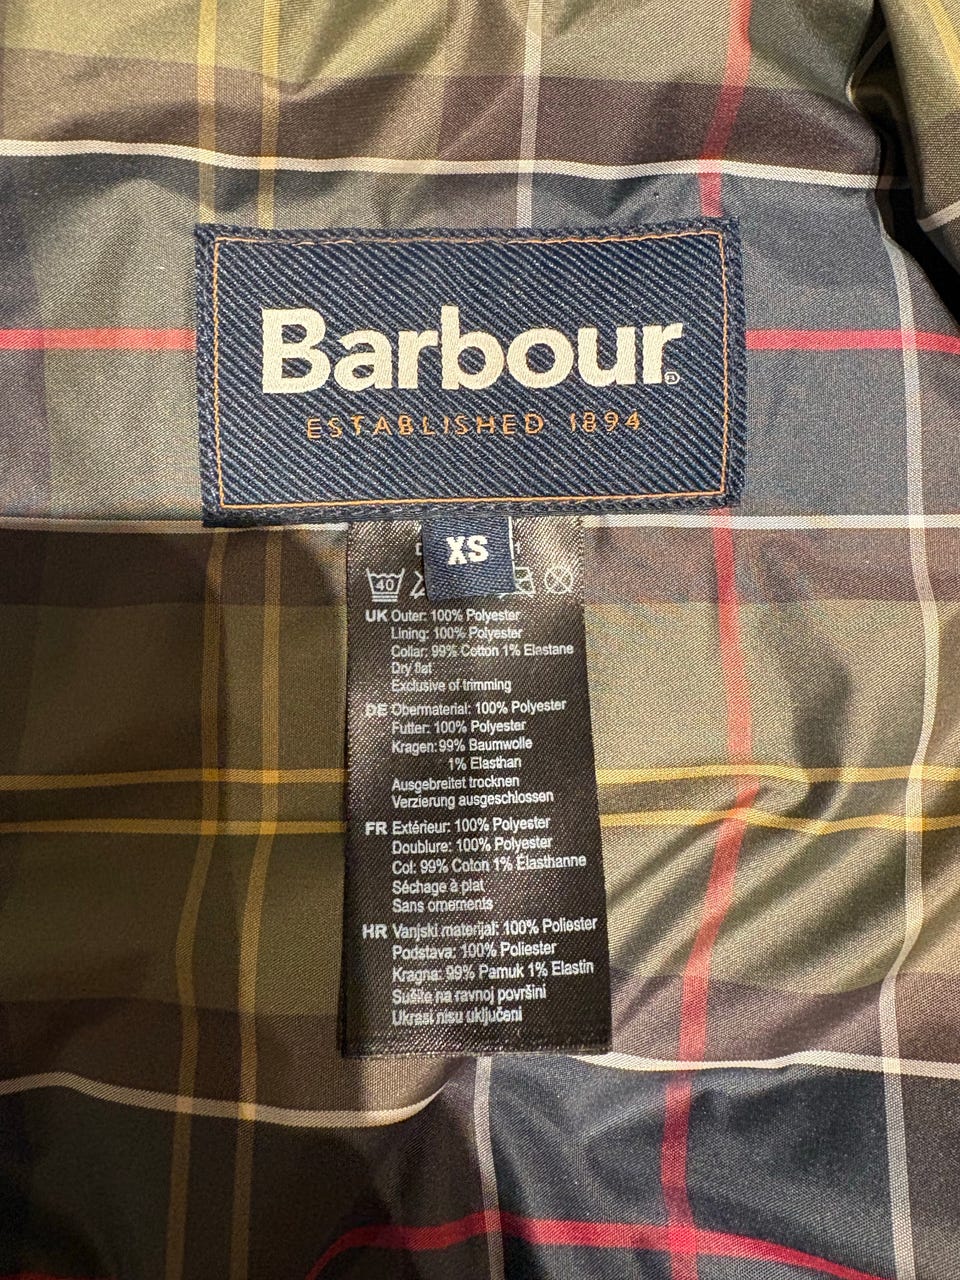 Barbour
ESTABLISHED 1894
XS
40
UK Outer: 100% Polyester
Lining: 100% Polyester
Collar: 99% Cotton 1% Elastane
Dry flat
Exclusive of trimming
DE Obermaterial: 100% Polyester
Futter: 100% Polyester
Kragen: 99% Baumwolle
1% Elasthan
Ausgebreitet trocknen
Verzierung ausgeschlossen
FR Extérieur: 100% Polyester
Doublure: 100% Polyester
Col: 99% Coton 1% Élasthanne
Séchage à plat
Sans ornements
HR Vanjski materijal: 100% Poliester
Podstava: 100% Poliester
Kragna: 99% Pamuk 1% Elastin
Sušite na ravnoj površini
Ukrasi nisu uključeni